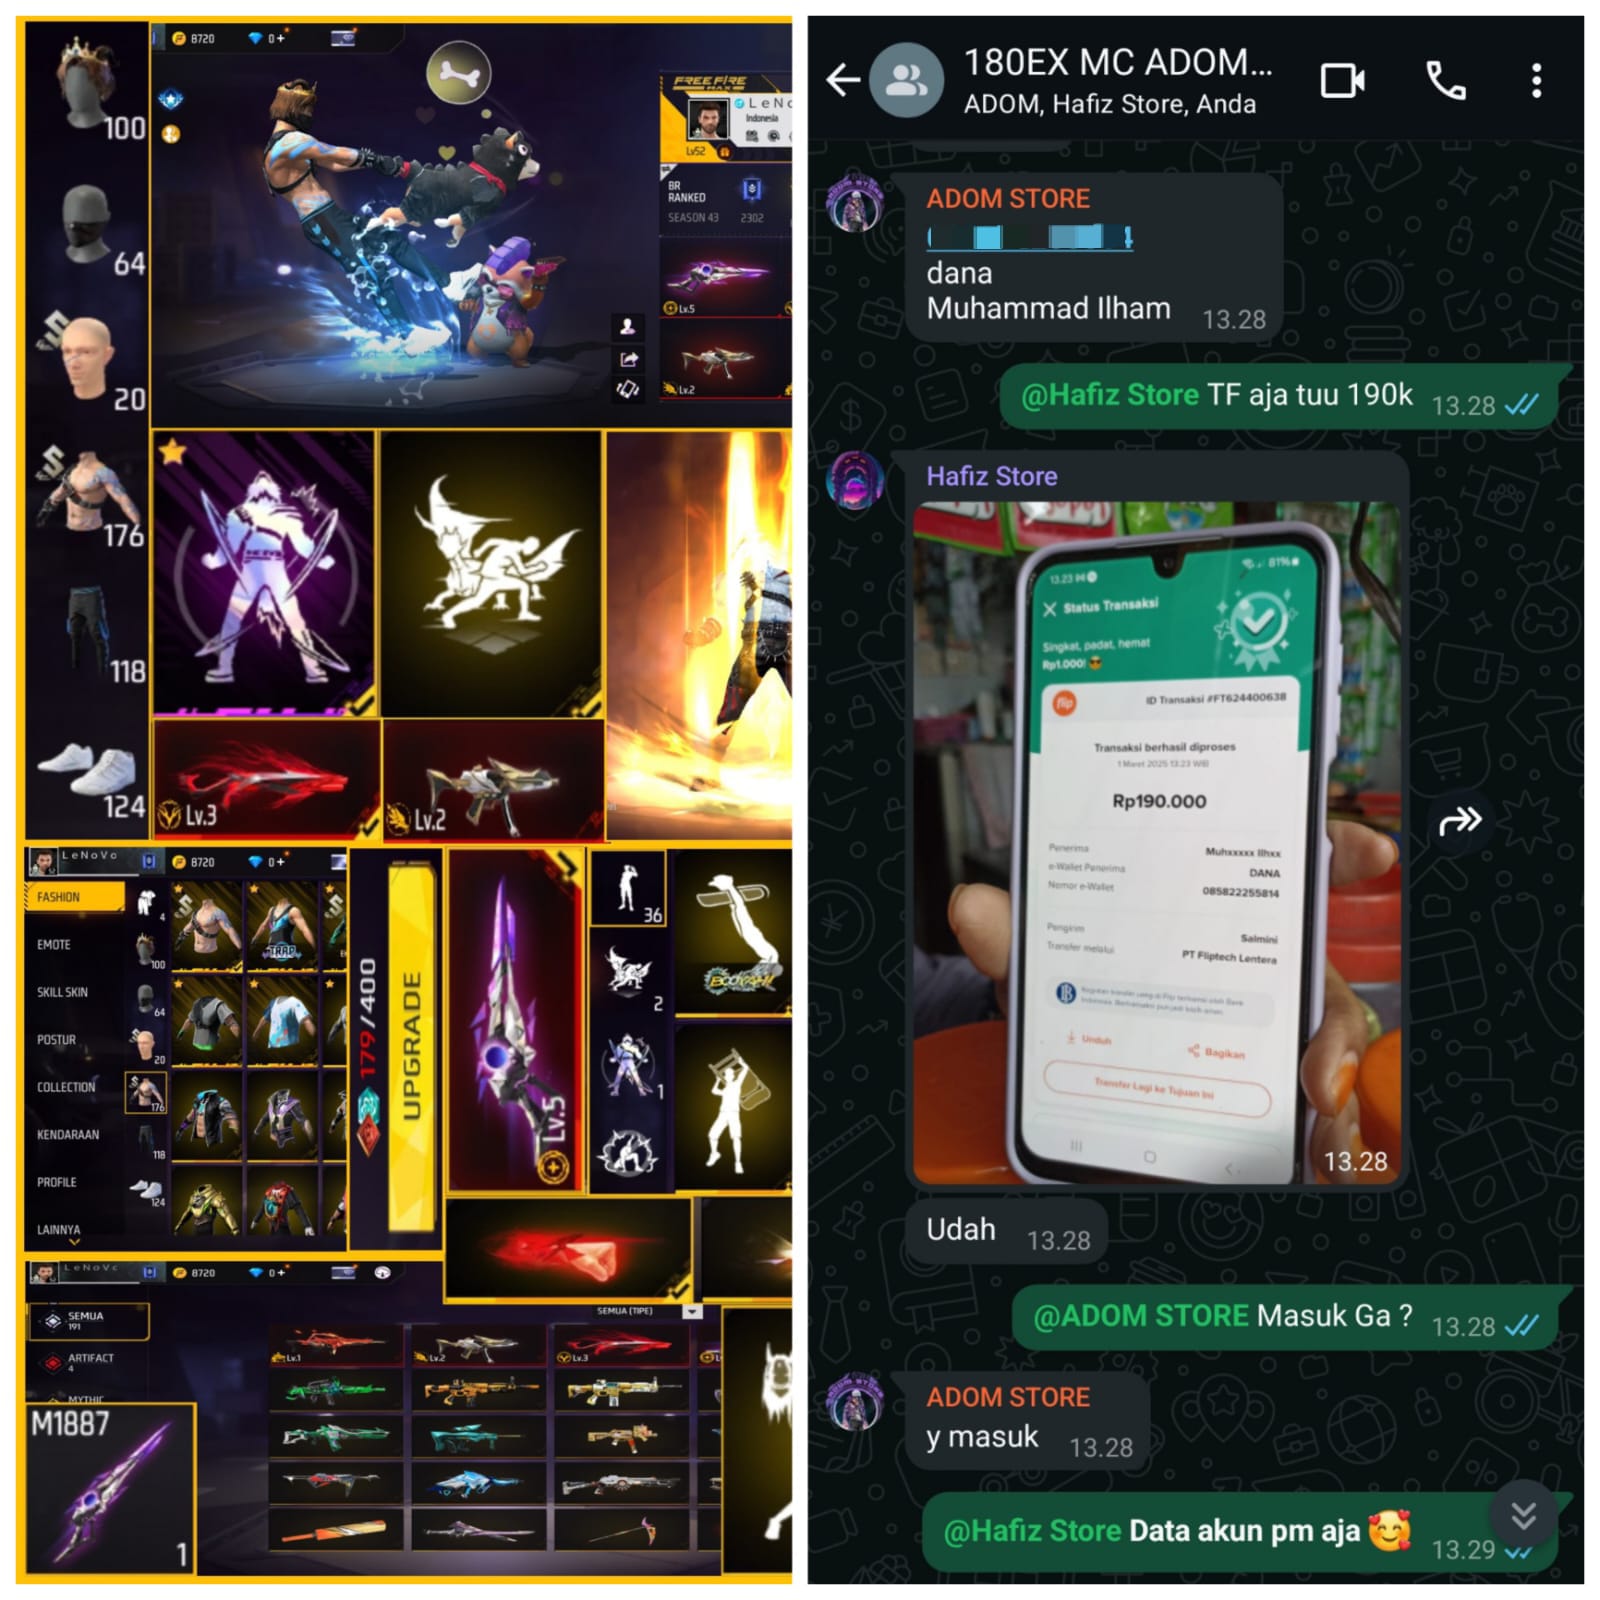 100
64
20
176
118
124
8720
0 +
FREE FIRE
MAX
LeNo
Indonesia
Lv52
BR
RANKED
SEASON 43
2302
Lv.5
Lv.2
Lv.3
Lv.2
LeNoVo
8720
0 +
FASHION
EMOTE
SKILL SKIN
POSTUR
COLLECTION
KENDARAAN
PROFILE
LAINNYA
4
100
64
20
176
118
124
TRAP
179/400
UPGRADE
Lv.5
36
2
1
BOOYAH!
LeNoVo
8720
0 +
SEMUA
191
ARTIFACT
4
MYTHIC
SEMUA (TIPE)
Lv.1
Lv.2
Lv.3
M1887
1
180EX MC ADOM...
ADOM, Hafiz Store, Anda
ADOM STORE
dana
Muhammad Ilham
13.28
@Hafiz Store TF aja tuu 190k
13.28
Hafiz Store
13.23
81%
Status Transaksi
Singkat, padat, hemat
Rp1.000!
flip
ID Transaksi #FT624400638
Transaksi berhasil diproses
1 Maret 2025 13:23 WIB
Rp190.000
Penerima
Muhxxxxx Ilhxx
e-Wallet Penerima
DANA
Nomor e-Wallet
085822255814
Pengirim
Salmini
Transfer melalui
PT Fliptech Lentera
Unduh
Bagikan
Transfer Lagi ke Tujuan Ini
13.28
Udah
13.28
@ADOM STORE Masuk Ga ?
13.28
ADOM STORE
y masuk
13.28
@Hafiz Store Data akun pm aja 🥰
13.29